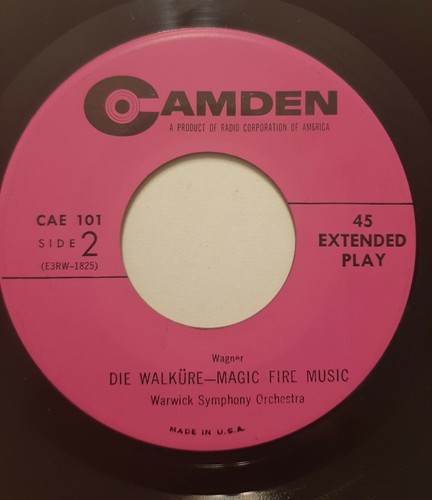 CAMDEN
A PRODUCT OF RADIO CORPORATION OF AMERICA
CAE 101
SIDE 2
(E3RW-1825)
45
EXTENDED
PLAY
Wagner
DIE WALKÜRE—MAGIC FIRE MUSIC
Warwick Symphony Orchestra
MADE IN U.S.A.